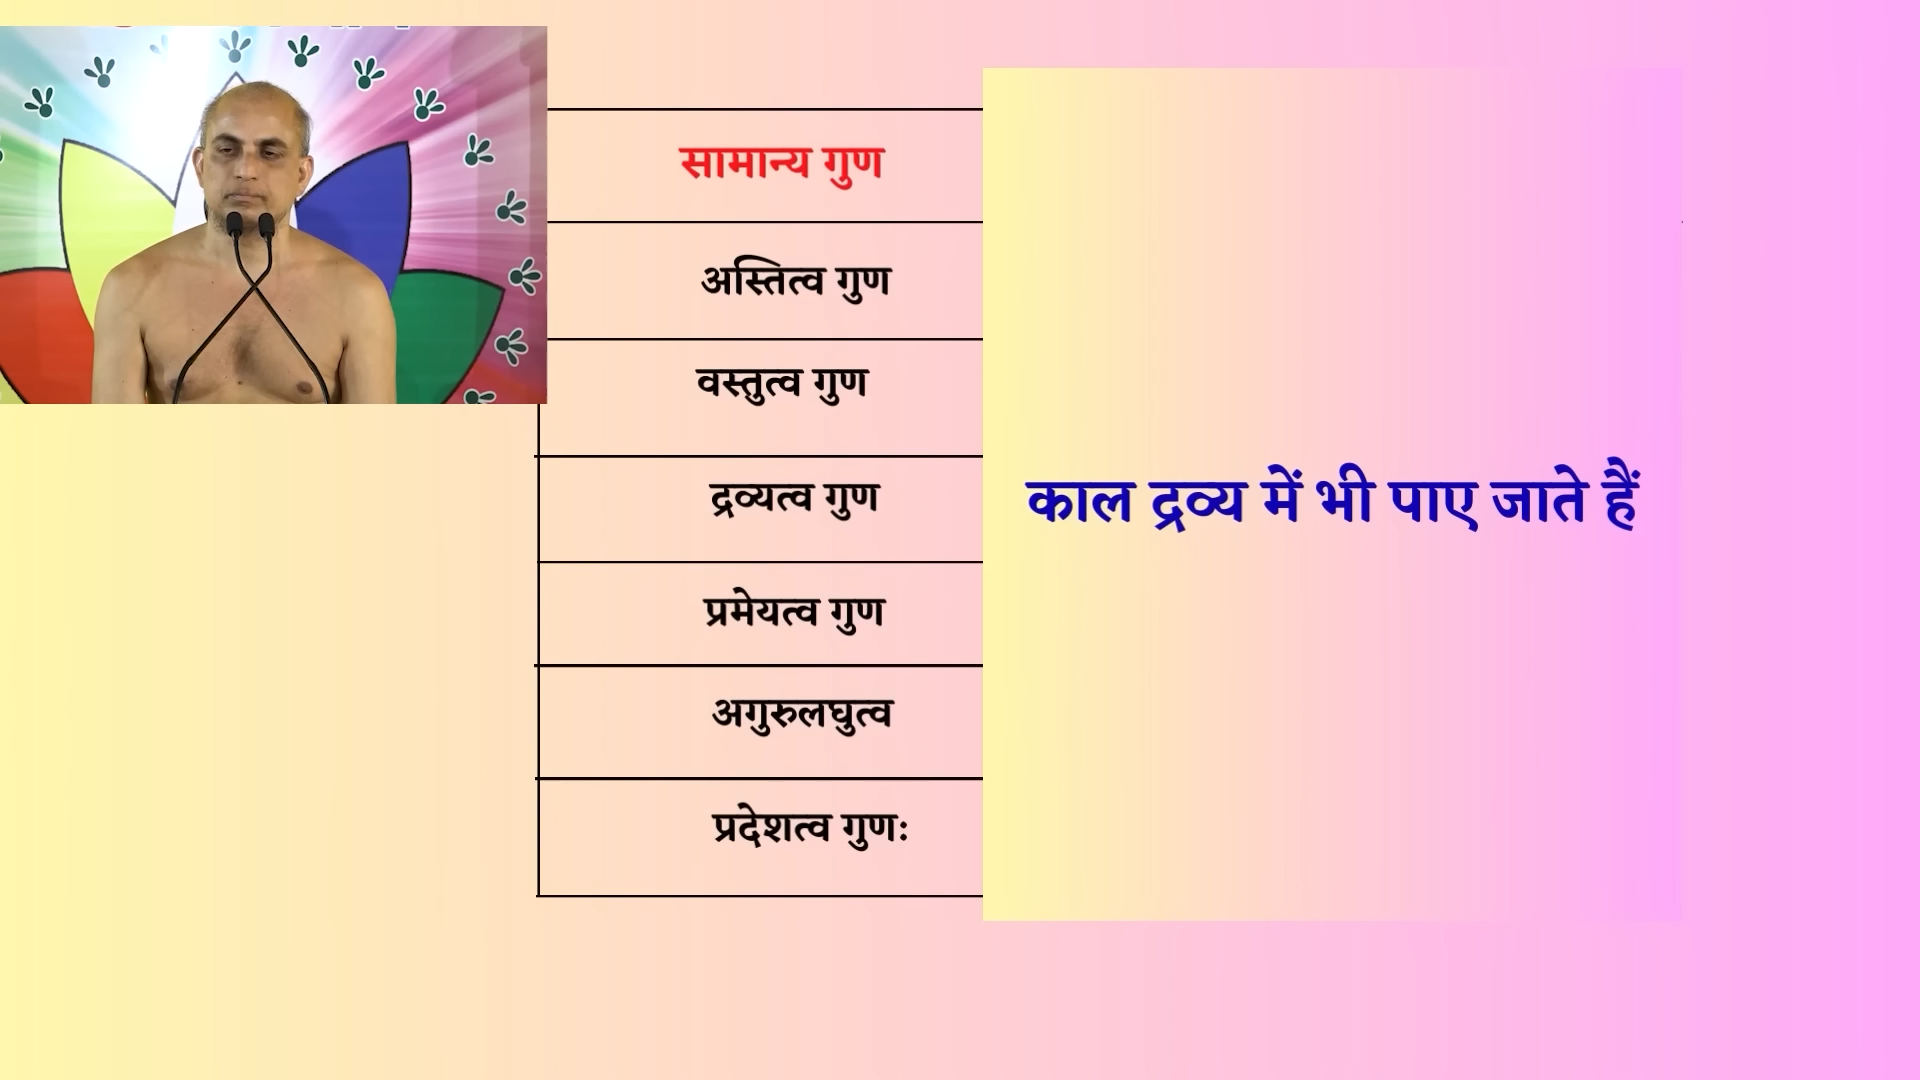 सामान्य गुण
अस्तित्व गुण
वस्तुत्व गुण
द्रव्यत्व गुण
प्रमेयत्व गुण
अगुरुलघुत्व
प्रदेशत्व गुणः
काल द्रव्य में भी पाए जाते हैं